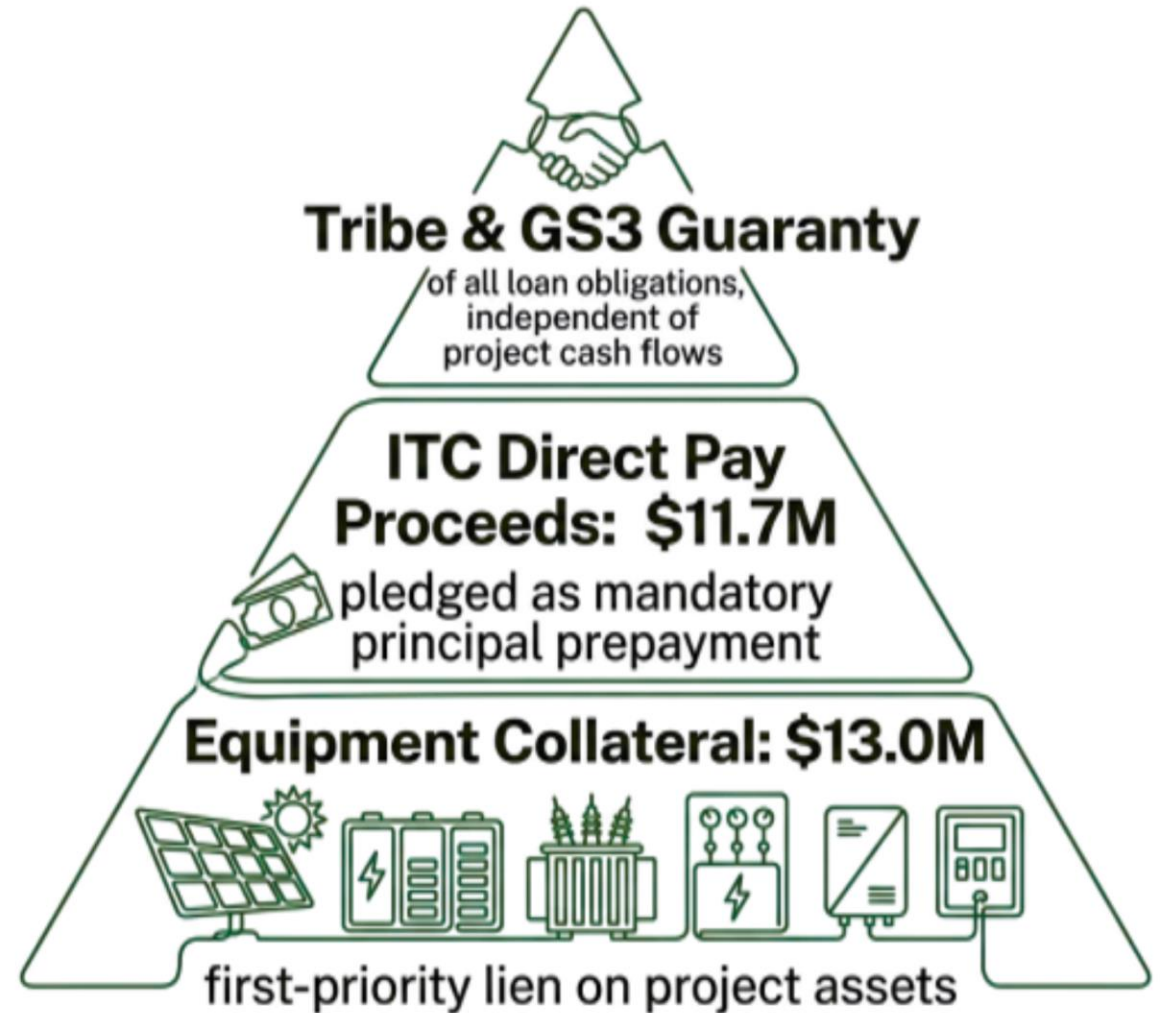 Tribe & GS3 Guaranty
of all loan obligations,
independent of
project cash flows
ITC Direct Pay
Proceeds: $11.7M
pledged as mandatory
principal prepayment
Equipment Collateral: $13.0M
first-priority lien on project assets